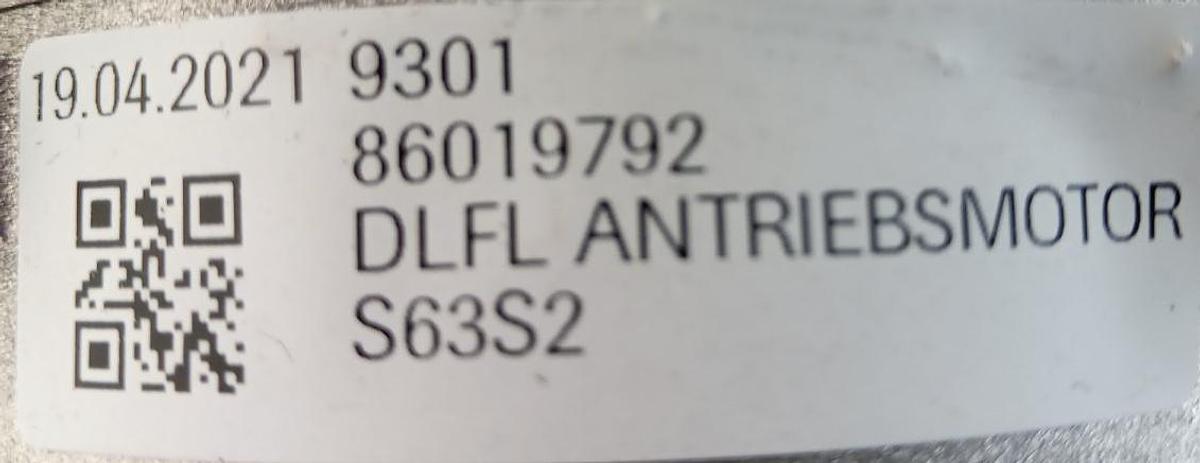 19.04.2021 9301
86019792
DLFL ANTRIEBSMOTOR
S63S2